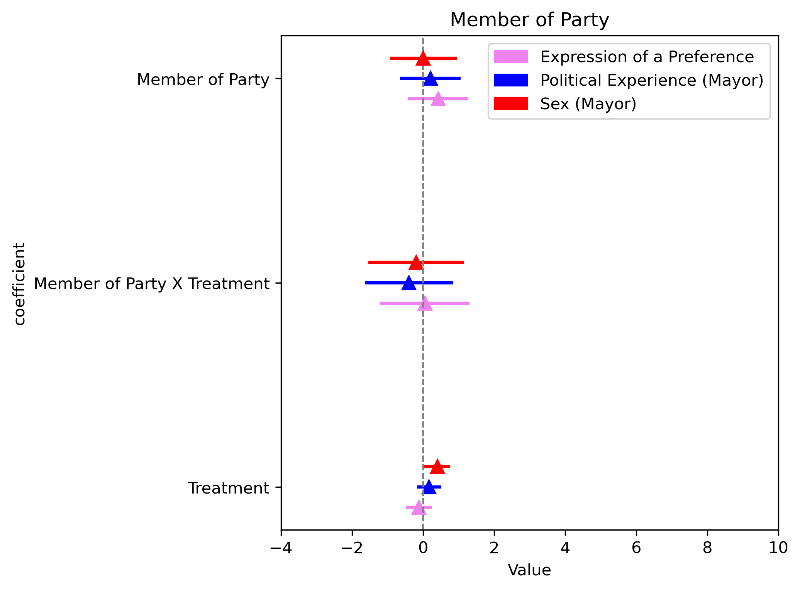 Member of Party
Expression of a Preference
Political Experience (Mayor)
Sex (Mayor)
Member of Party
Member of Party X Treatment
Treatment
coefficient
−4 −2 0 2 4 6 8 10
Value